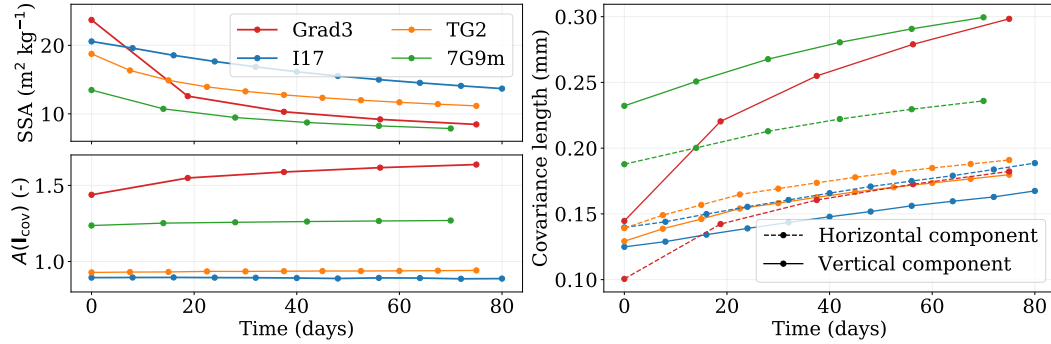 SSA (m² kg⁻¹)
20
10
Grad3
I17
TG2
7G9m
A(I_cov) (-)
1.5
1.0
0
20
40
60
80
Time (days)
Covariance length (mm)
0.30
0.25
0.20
0.15
0.10
Horizontal component
Vertical component
0
20
40
60
80
Time (days)